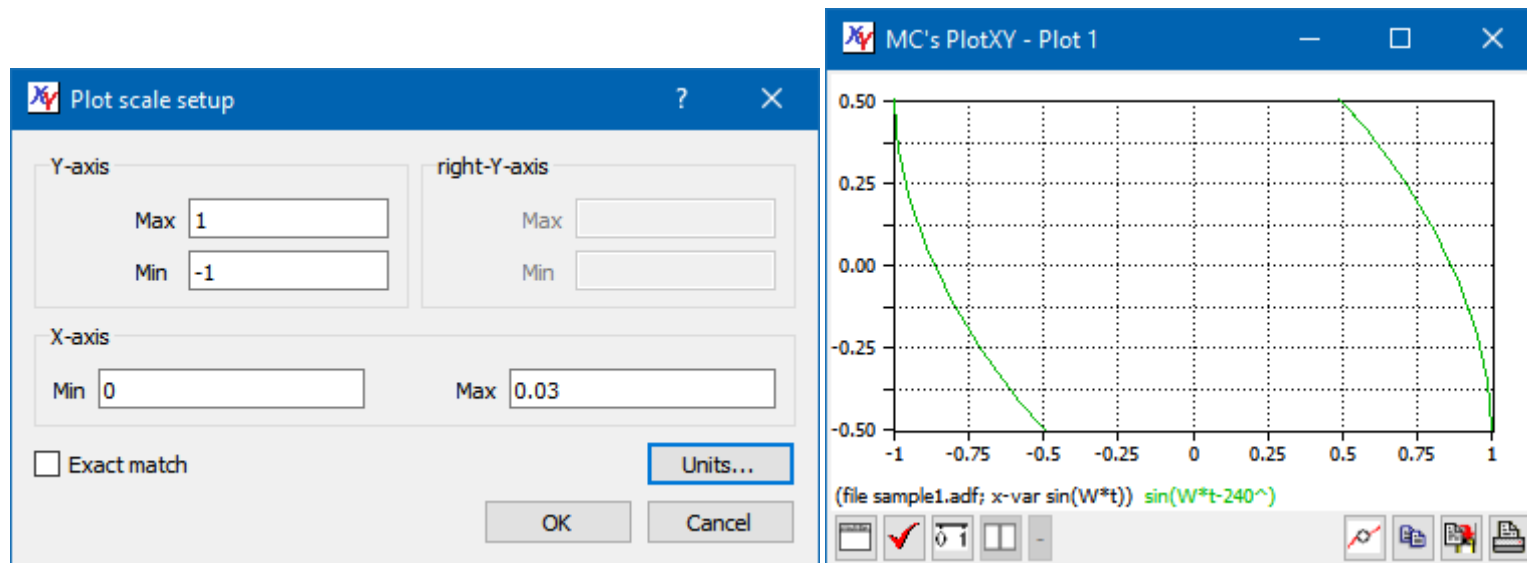 Plot scale setup
?
Y-axis
Max 1
Min -1
right-Y-axis
Max
Min
X-axis
Min 0
Max 0.03
Exact match
Units...
OK
Cancel
XY MC's PlotXY - Plot 1
0.50
0.25
0.00
-0.25
-0.50
-1 -0.75 -0.5 -0.25 0 0.25 0.5 0.75 1
(file sample1.adf; x-var sin(W*t)) sin(W*t-240^)
0 1
-